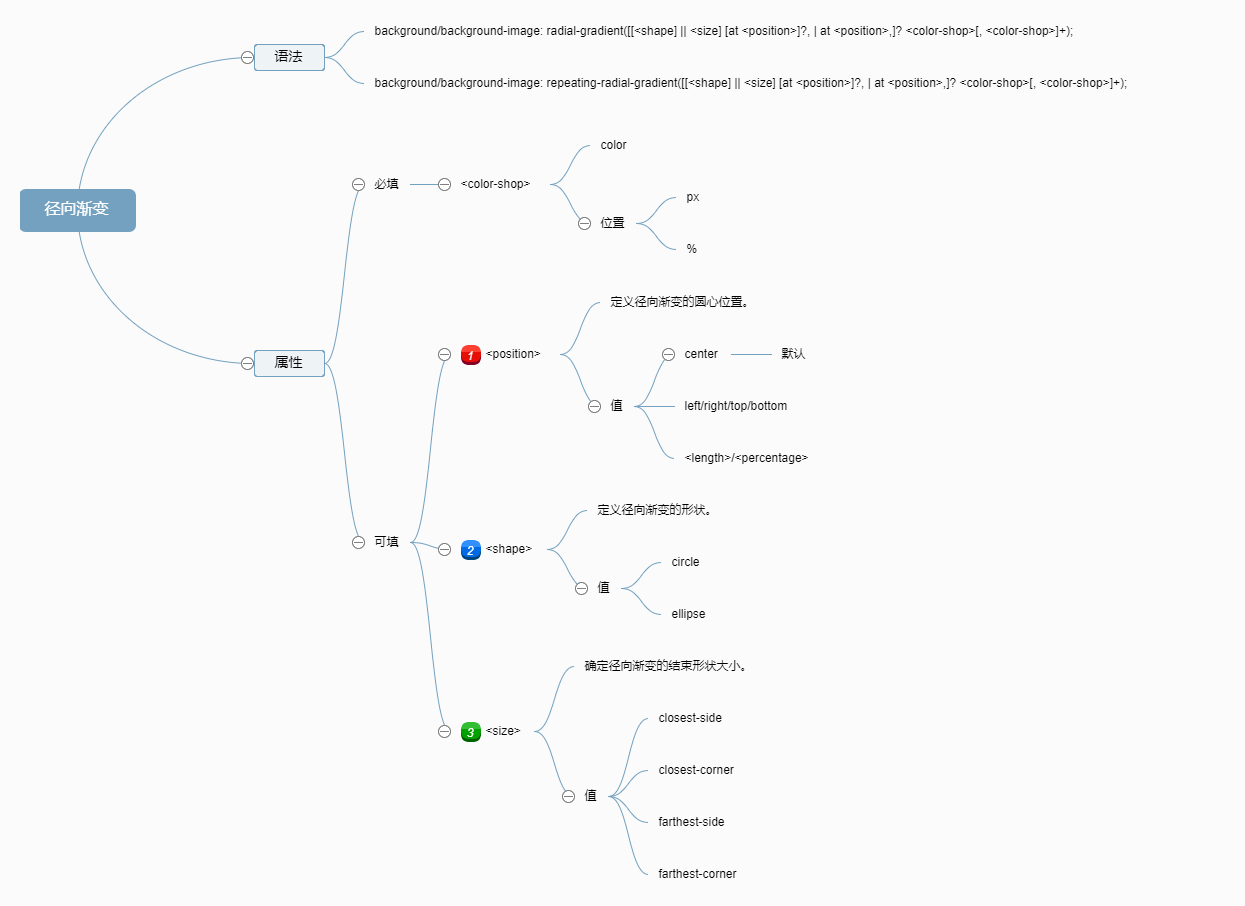 径向渐变
语法
background/background-image: radial-gradient([[<shape] || <size] [at <position>]?, | at <position>,]? <color-shop>[, <color-shop>]+);
background/background-image: repeating-radial-gradient([[<shape] || <size] [at <position>]?, | at <position>,]? <color-shop>[, <color-shop>]+);
属性
必填
<color-shop>
color
位置
px
%
可填
1 <position>
定义径向渐变的圆心位置。
值
center
默认
left/right/top/bottom
<length>/<percentage>
2 <shape>
定义径向渐变的形状。
值
circle
ellipse
3 <size>
确定径向渐变的结束形状大小。
值
closest-side
closest-corner
farthest-side
farthest-corner